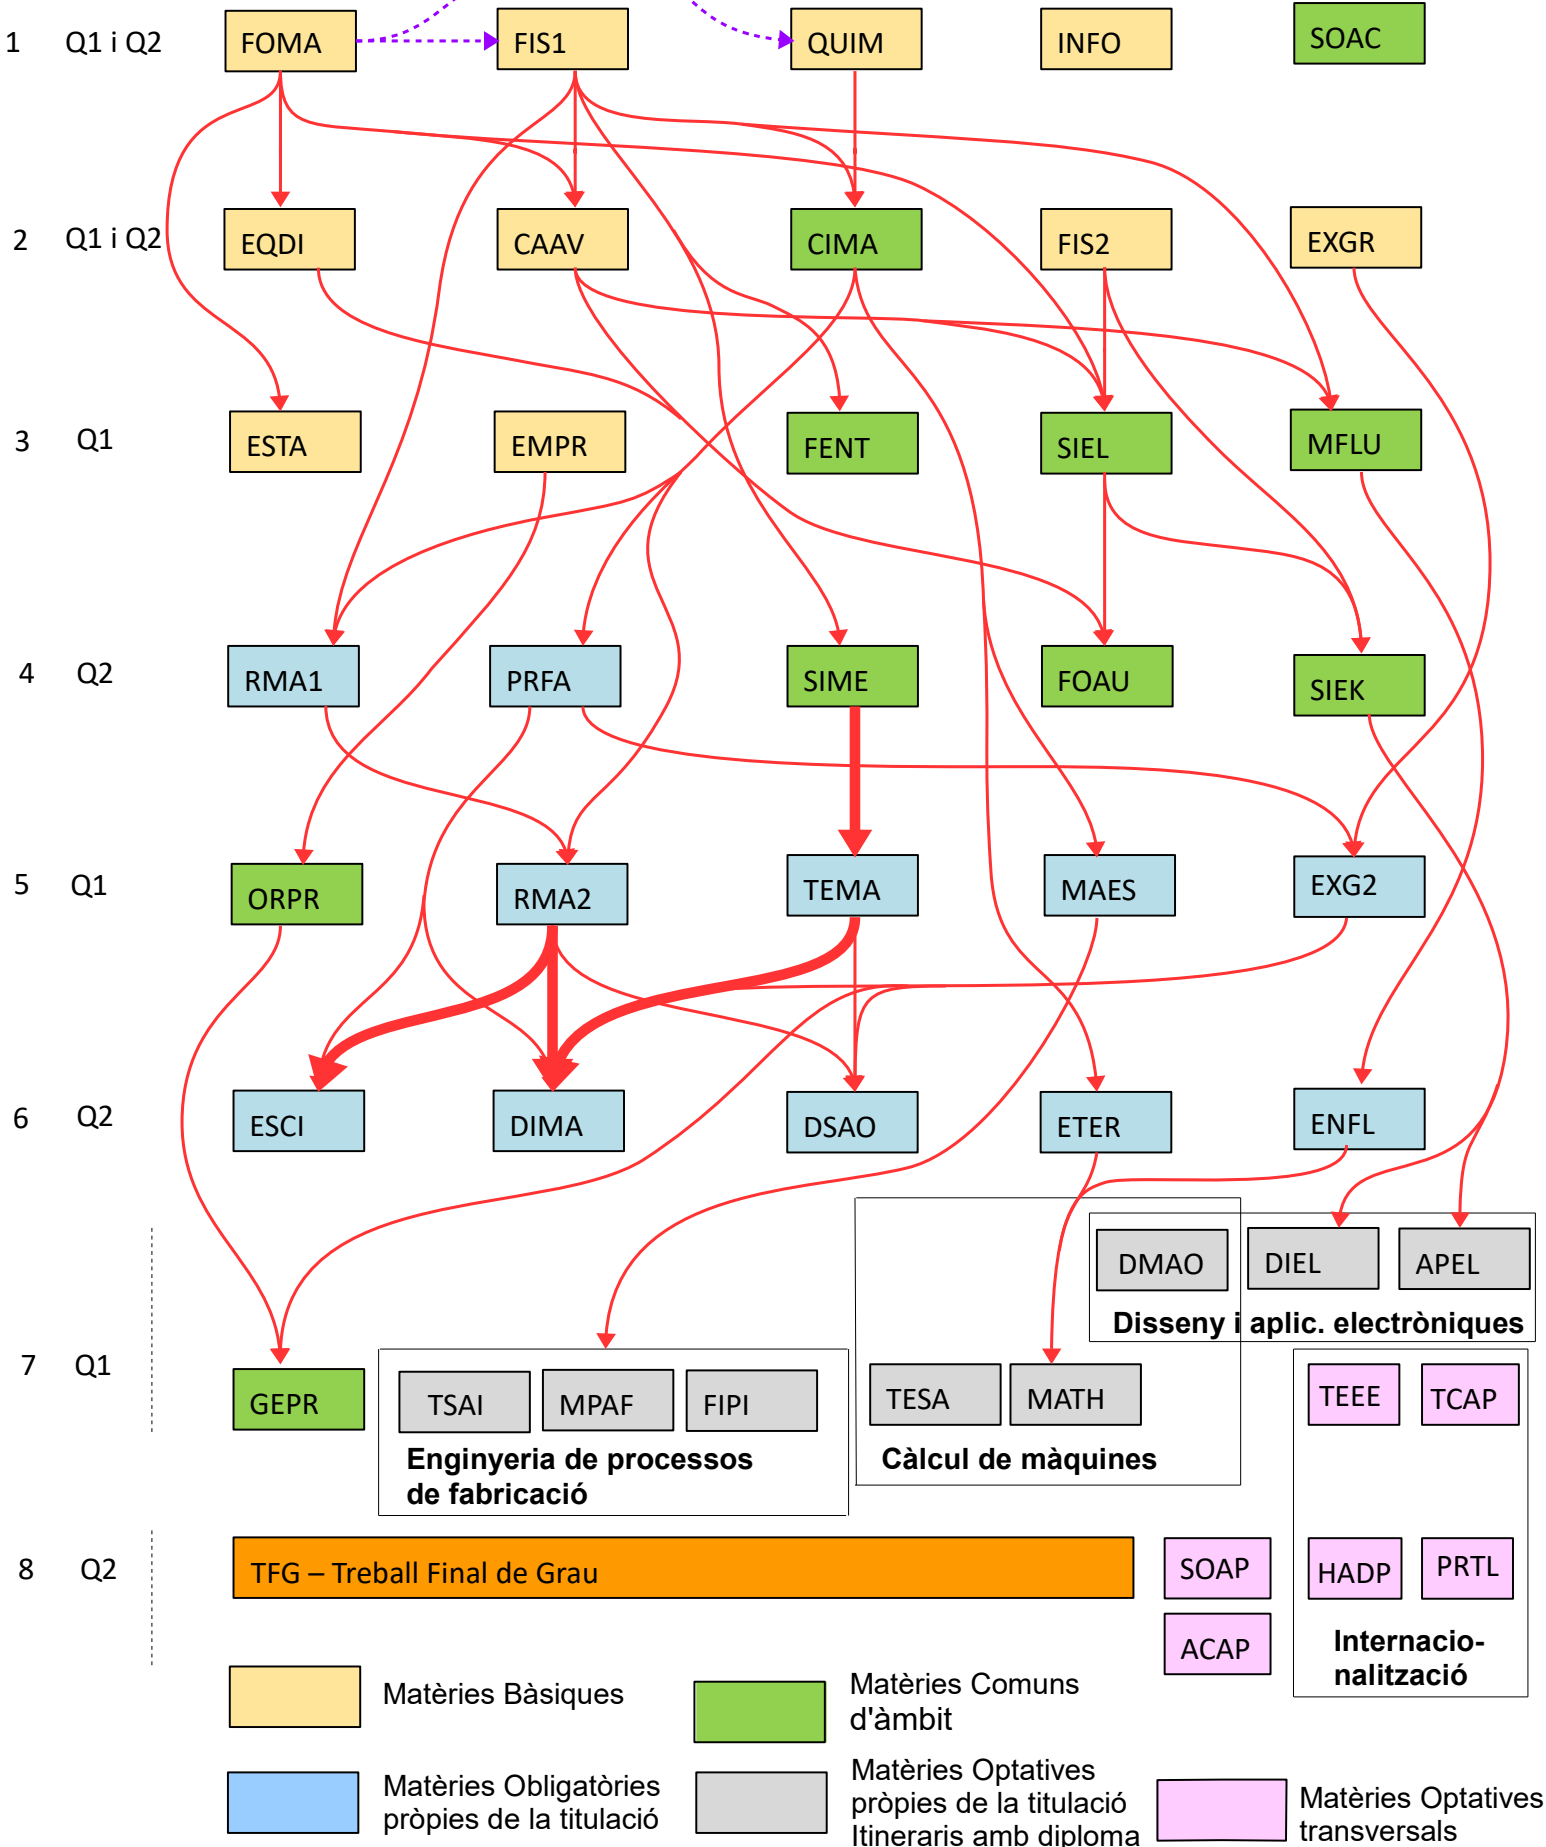 1 Q1 i Q2 FOMA FIS1 QUIM INFO SOAC
2 Q1 i Q2 EQDI CAAV CIMA FIS2 EXGR
3 Q1 ESTA EMPR FENT SIEL MFLU
4 Q2 RMA1 PRFA SIME FOAU SIEK
5 Q1 ORPR RMA2 TEMA MAES EXG2
6 Q2 ESCI DIMA DSAO ETER ENFL
DMAO DIEL APEL
Disseny i aplic. electròniques
7 Q1 GEPR TSAI MPAF FIPI TESA MATH TEEE TCAP
Enginyeria de processos
de fabricació
Càlcul de màquines
8 Q2 TFG – Treball Final de Grau SOAP HADP PRTL
ACAP
Internacio-
nalització
Matèries Bàsiques
Matèries Comuns
d'àmbit
Matèries Obligatòries
pròpies de la titulació
Matèries Optatives
pròpies de la titulació
Itineraris amb diploma
Matèries Optatives
transversals